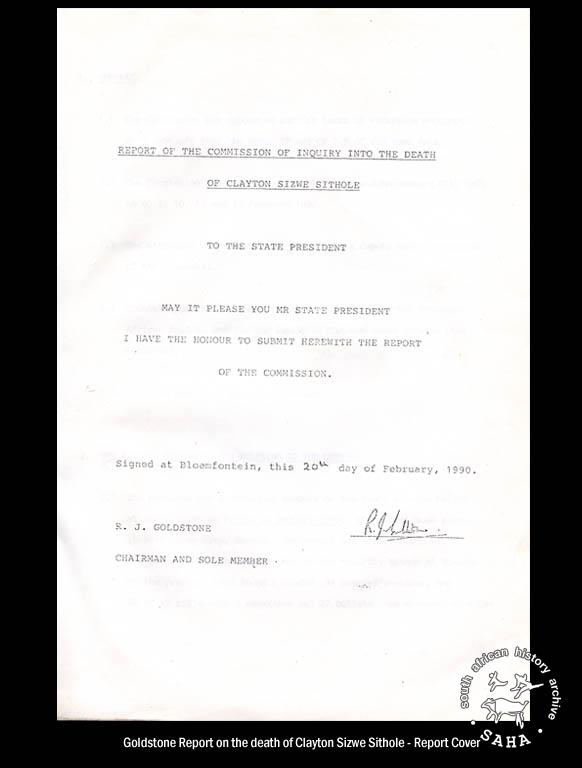 REPORT OF THE COMMISSION OF INQUIRY INTO THE DEATH
OF CLAYTON SIZWE SITHOLE
TO THE STATE PRESIDENT
MAY IT PLEASE YOU MR STATE PRESIDENT
I HAVE THE HONOUR TO SUBMIT HEREWITH THE REPORT
OF THE COMMISSION.
Signed at Bloemfontein, this 20th day of February, 1990.
R. J. GOLDSTONE
CHAIRMAN AND SOLE MEMBER
south african history archive
SAHA
Goldstone Report on the death of Clayton Sizwe Sithole - Report Cover